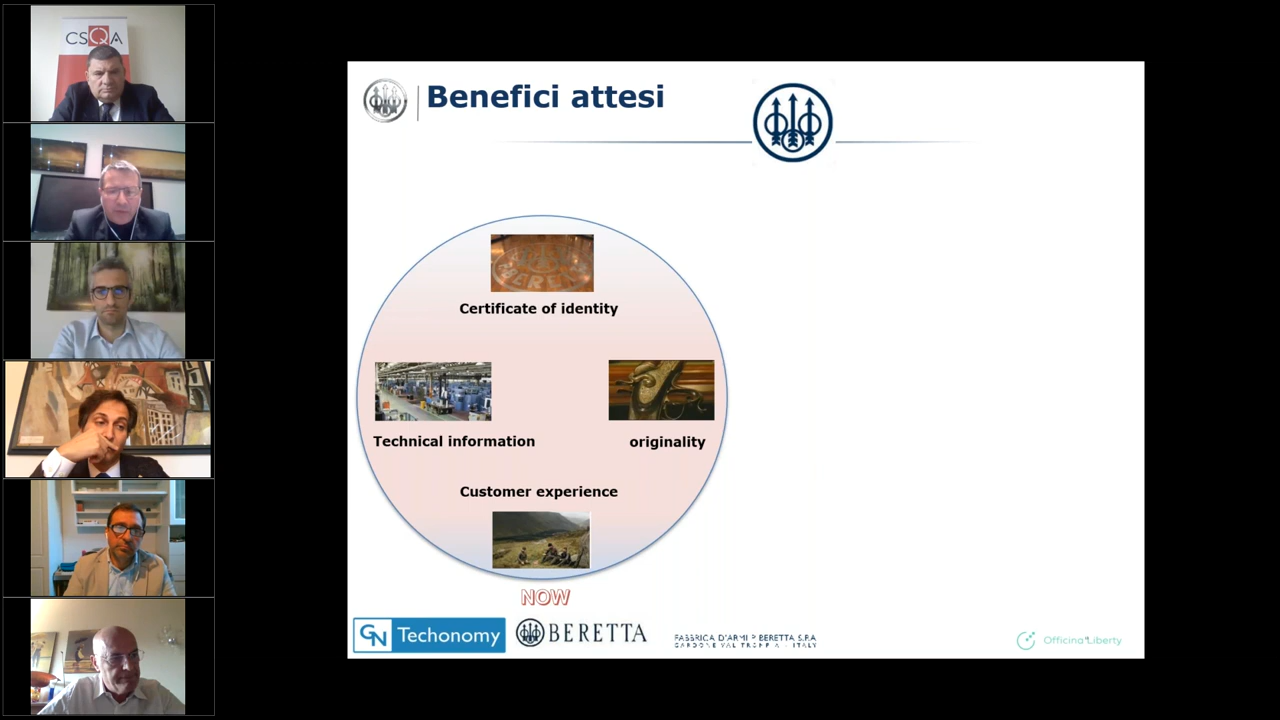 CSQA
Benefici attesi
Certificate of identity
Technical information
originality
Customer experience
NOW
GN Techonomy
BERETTA
FABBRICA D'ARMI P BERETTA S.P.A
GARDONE VAL TROMPIA - ITALY
Officina Liberty